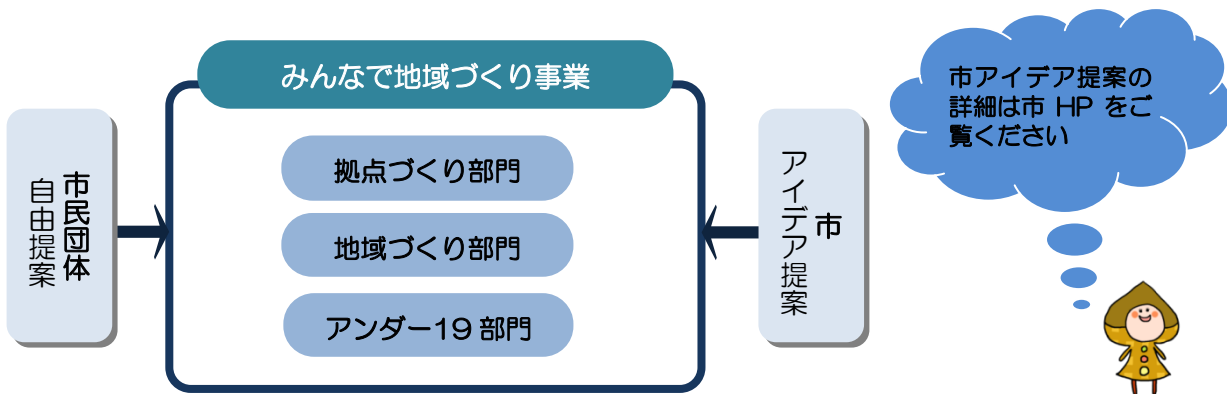 みんなで地域づくり事業
市民団体
自由提案
拠点づくり部門
地域づくり部門
アンダー19 部門
市
アイデア提案
市アイデア提案の
詳細は市 HP をご
覧ください